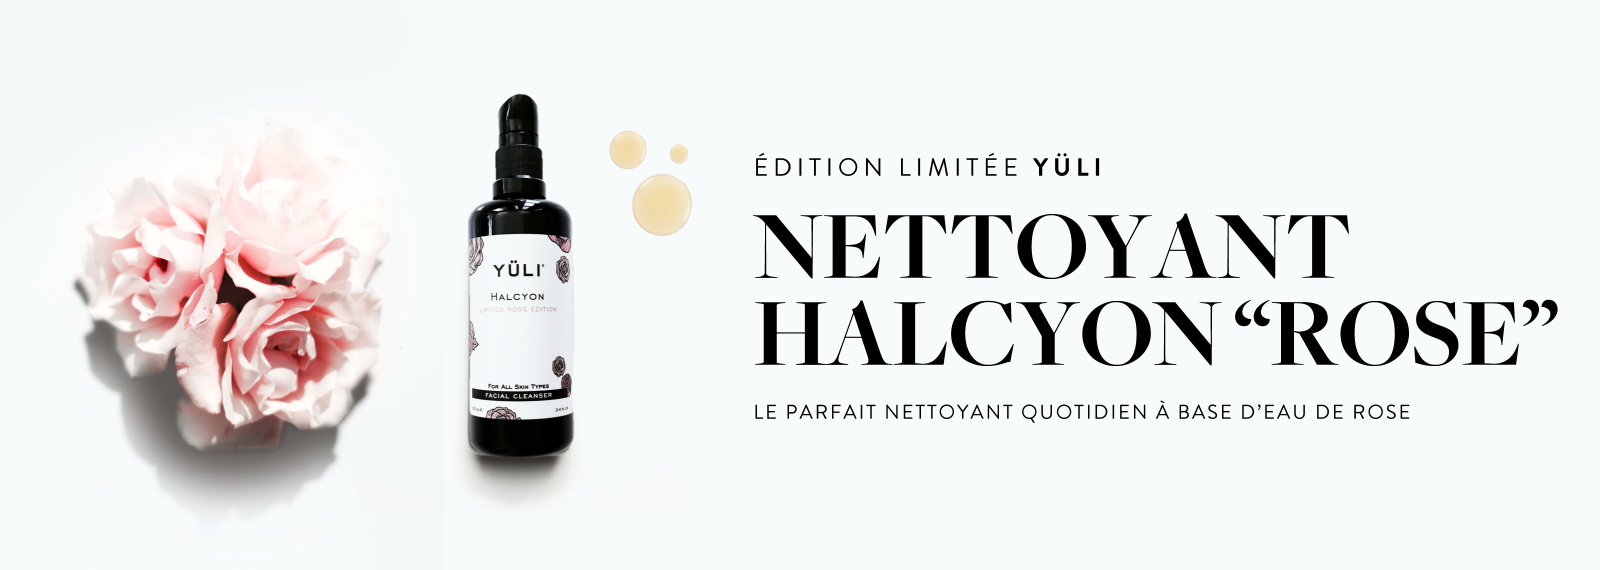 YÜLI
HALCYON
LIMITED ROSE EDITION
FOR ALL SKIN TYPES
FACIAL CLEANSER
ÉDITION LIMITÉE YÜLI
NETTOYANT
HALCYON “ROSE”
LE PARFAIT NETTOYANT QUOTIDIEN À BASE D’EAU DE ROSE